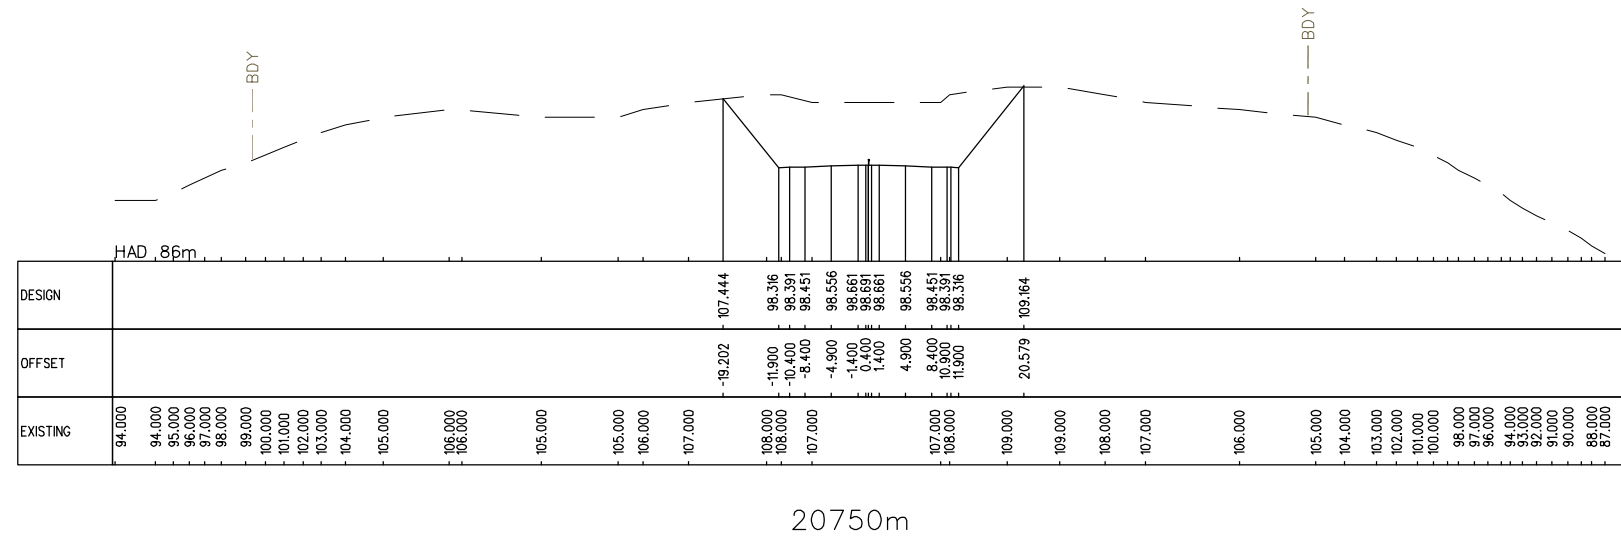 BDY
BDY
HAD 86m
DESIGN 107.444 98.316 98.391 98.451 98.556 98.661 98.691 98.661 98.556 98.451 98.391 98.316 109.164
OFFSET -19.202 -11.900 -10.400 -8.400 -4.900 -1.400 0.400 1.400 4.900 8.400 10.900 11.900 20.579
EXISTING 94.000 94.000 95.000 96.000 97.000 98.000 99.000 100.000 101.000 102.000 103.000 104.000 105.000 106.000 106.000 105.000 105.000 106.000 107.000 108.000 108.000 107.000 107.000 108.000 109.000 109.000 108.000 107.000 106.000 105.000 104.000 103.000 102.000 101.000 100.000 98.000 97.000 96.000 94.000 93.000 92.000 91.000 90.000 88.000 87.000
20750m